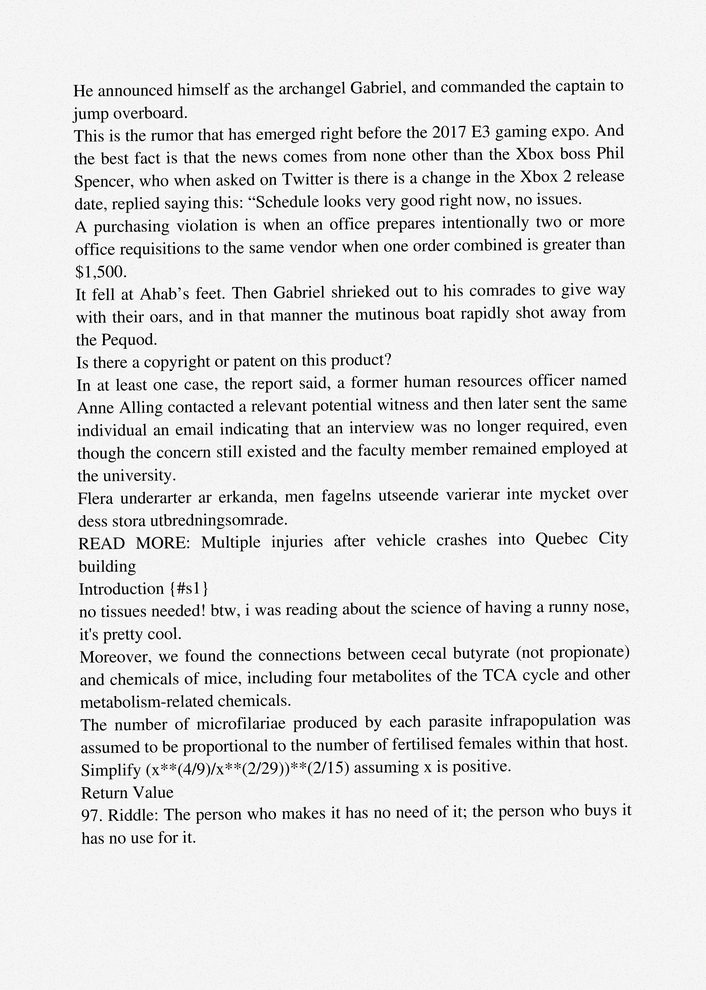 He announced himself as the archangel Gabriel, and commanded the captain to
jump overboard.
This is the rumor that has emerged right before the 2017 E3 gaming expo. And
the best fact is that the news comes from none other than the Xbox boss Phil
Spencer, who when asked on Twitter is there is a change in the Xbox 2 release
date, replied saying this: “Schedule looks very good right now, no issues.
A purchasing violation is when an office prepares intentionally two or more
office requisitions to the same vendor when one order combined is greater than
$1,500.
It fell at Ahab’s feet. Then Gabriel shrieked out to his comrades to give way
with their oars, and in that manner the mutinous boat rapidly shot away from
the Pequod.
Is there a copyright or patent on this product?
In at least one case, the report said, a former human resources officer named
Anne Alling contacted a relevant potential witness and then later sent the same
individual an email indicating that an interview was no longer required, even
though the concern still existed and the faculty member remained employed at
the university.
Flera underarter ar erkanda, men fagelns utseende varierar inte mycket over
dess stora utbredningsomrade.
READ MORE: Multiple injuries after vehicle crashes into Quebec City
building
Introduction {#s1}
no tissues needed! btw, i was reading about the science of having a runny nose,
it's pretty cool.
Moreover, we found the connections between cecal butyrate (not propionate)
and chemicals of mice, including four metabolites of the TCA cycle and other
metabolism-related chemicals.
The number of microfilariae produced by each parasite infrapopulation was
assumed to be proportional to the number of fertilised females within that host.
Simplify (x**(4/9)/x**(2/29))**(2/15) assuming x is positive.
Return Value
97. Riddle: The person who makes it has no need of it; the person who buys it
has no use for it.